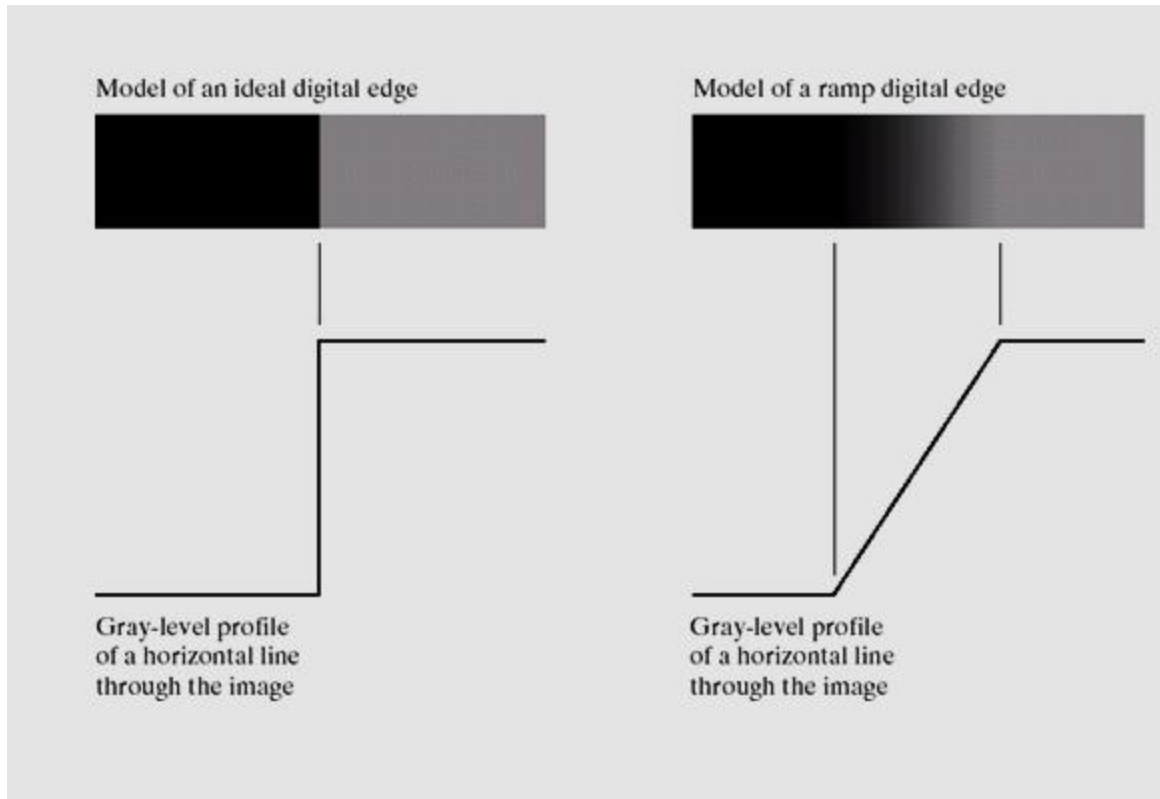 Model of an ideal digital edge
Model of a ramp digital edge
Gray-level profile
of a horizontal line
through the image
Gray-level profile
of a horizontal line
through the image